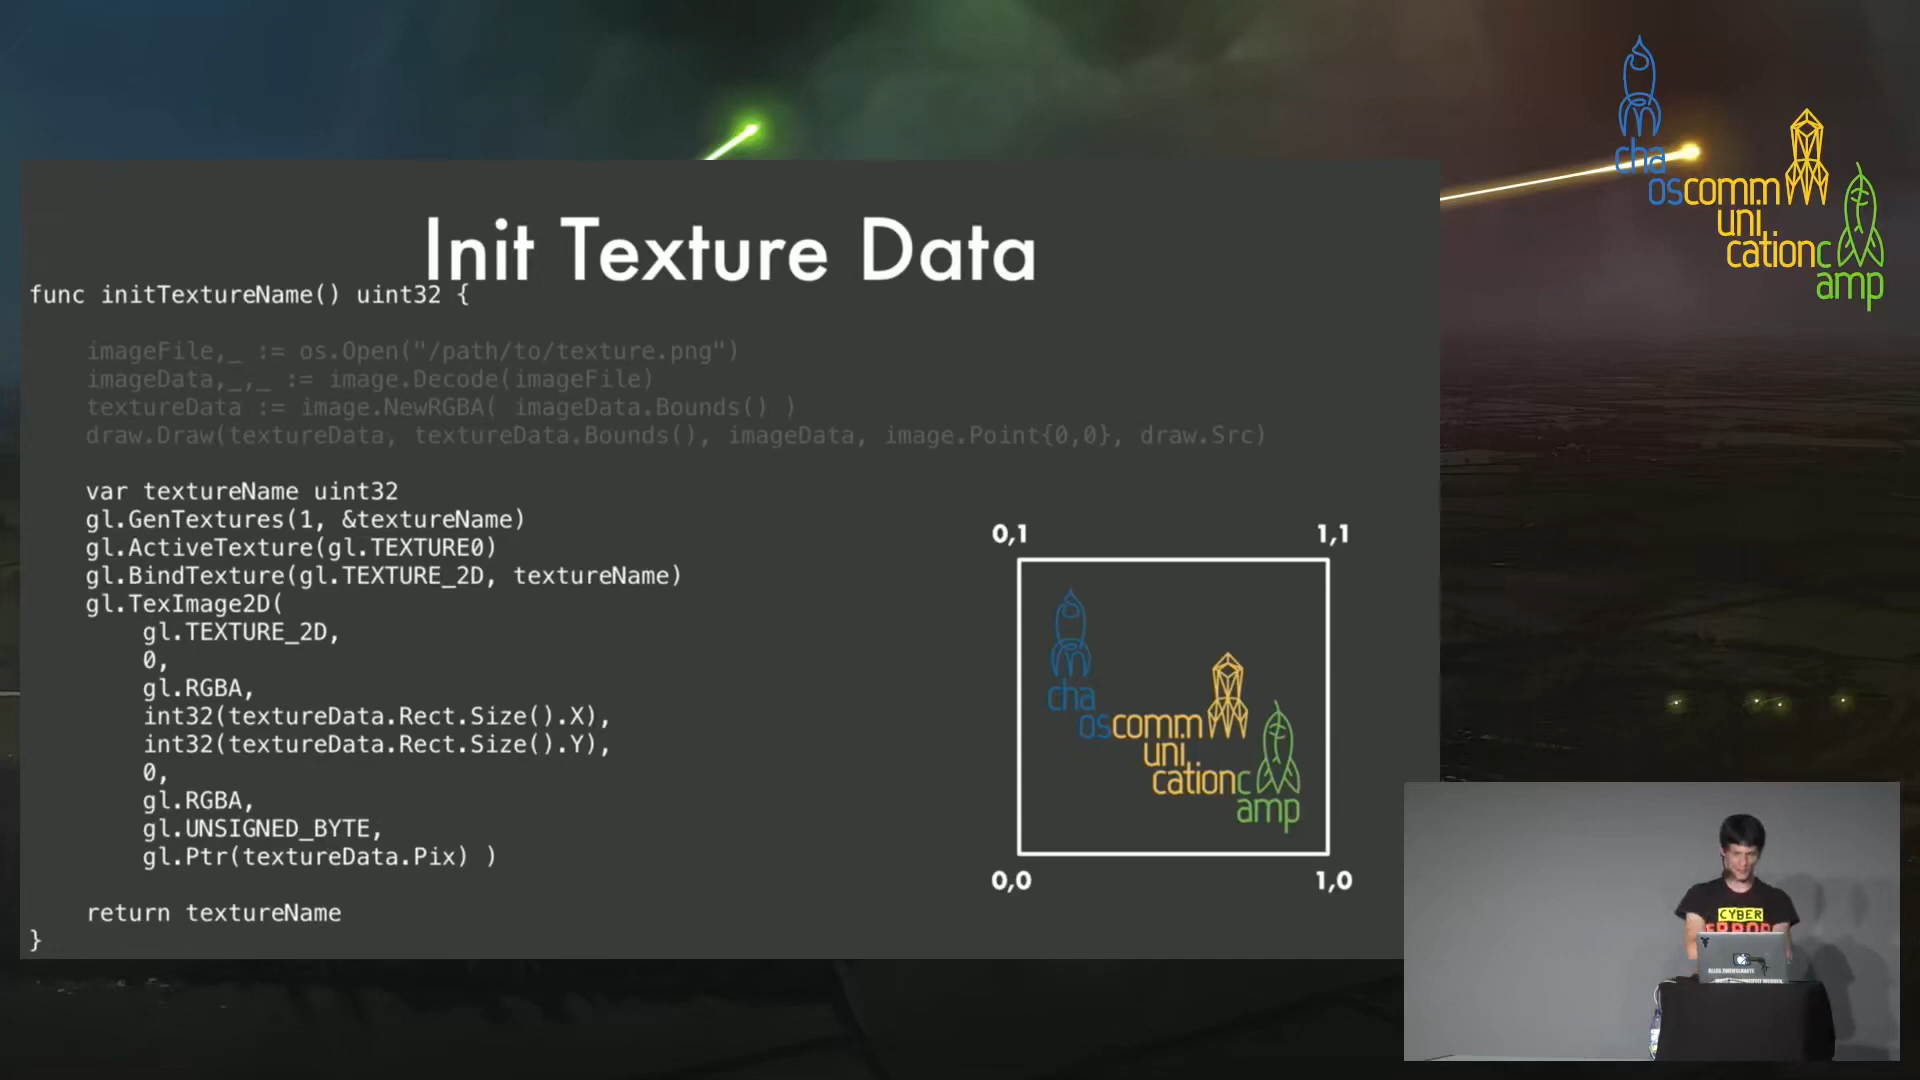 Init Texture Data
func initTextureName() uint32 {
imageFile,_ := os.Open("/path/to/texture.png")
imageData,_,_ := image.Decode(imageFile)
textureData := image.NewRGBA( imageData.Bounds() )
draw.Draw(textureData, textureData.Bounds(), imageData, image.Point{0,0}, draw.Src)
var textureName uint32
gl.GenTextures(1, &textureName)
gl.ActiveTexture(gl.TEXTURE0)
gl.BindTexture(gl.TEXTURE_2D, textureName)
gl.TexImage2D(
gl.TEXTURE_2D,
0,
gl.RGBA,
int32(textureData.Rect.Size().X),
int32(textureData.Rect.Size().Y),
0,
gl.RGBA,
gl.UNSIGNED_BYTE,
gl.Ptr(textureData.Pix) )
return textureName
}
0,1 1,1
cha
oscomm
uni
cationc
amp
0,0 1,0
cha
oscomm
uni
cationc
amp
CYBER
ERROR